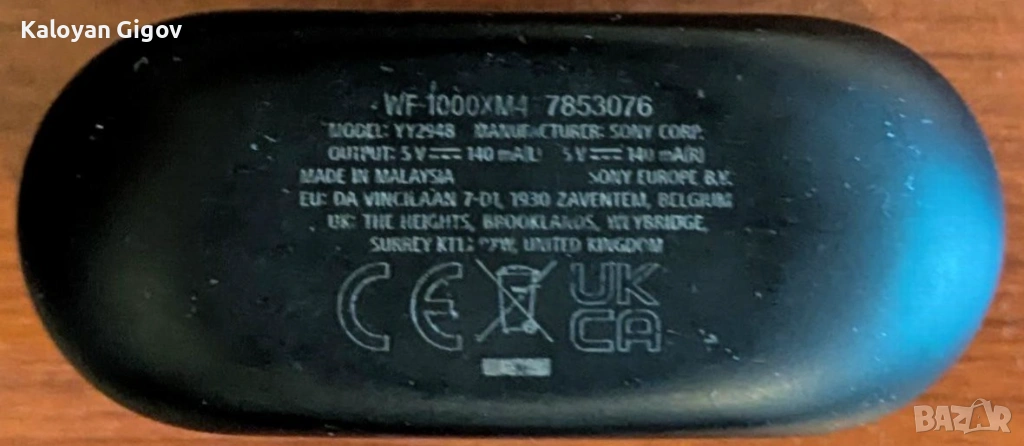 Kaloyan Gigov
WF-1000XM4 7853076
MODEL: YY2948 MANUFACTURER: SONY CORP.
OUTPUT: 5 V 140 mA(L) 5 V 140 mA(R)
MADE IN MALAYSIA SONY EUROPE B.V.
EU: DA VINCILAAN 7-D1, 1930 ZAVENTEM, BELGIUM
UK: THE HEIGHTS, BROOKLANDS, WEYBRIDGE,
SURREY UNITED KINGDOM
CE UK
CA
BAZAR